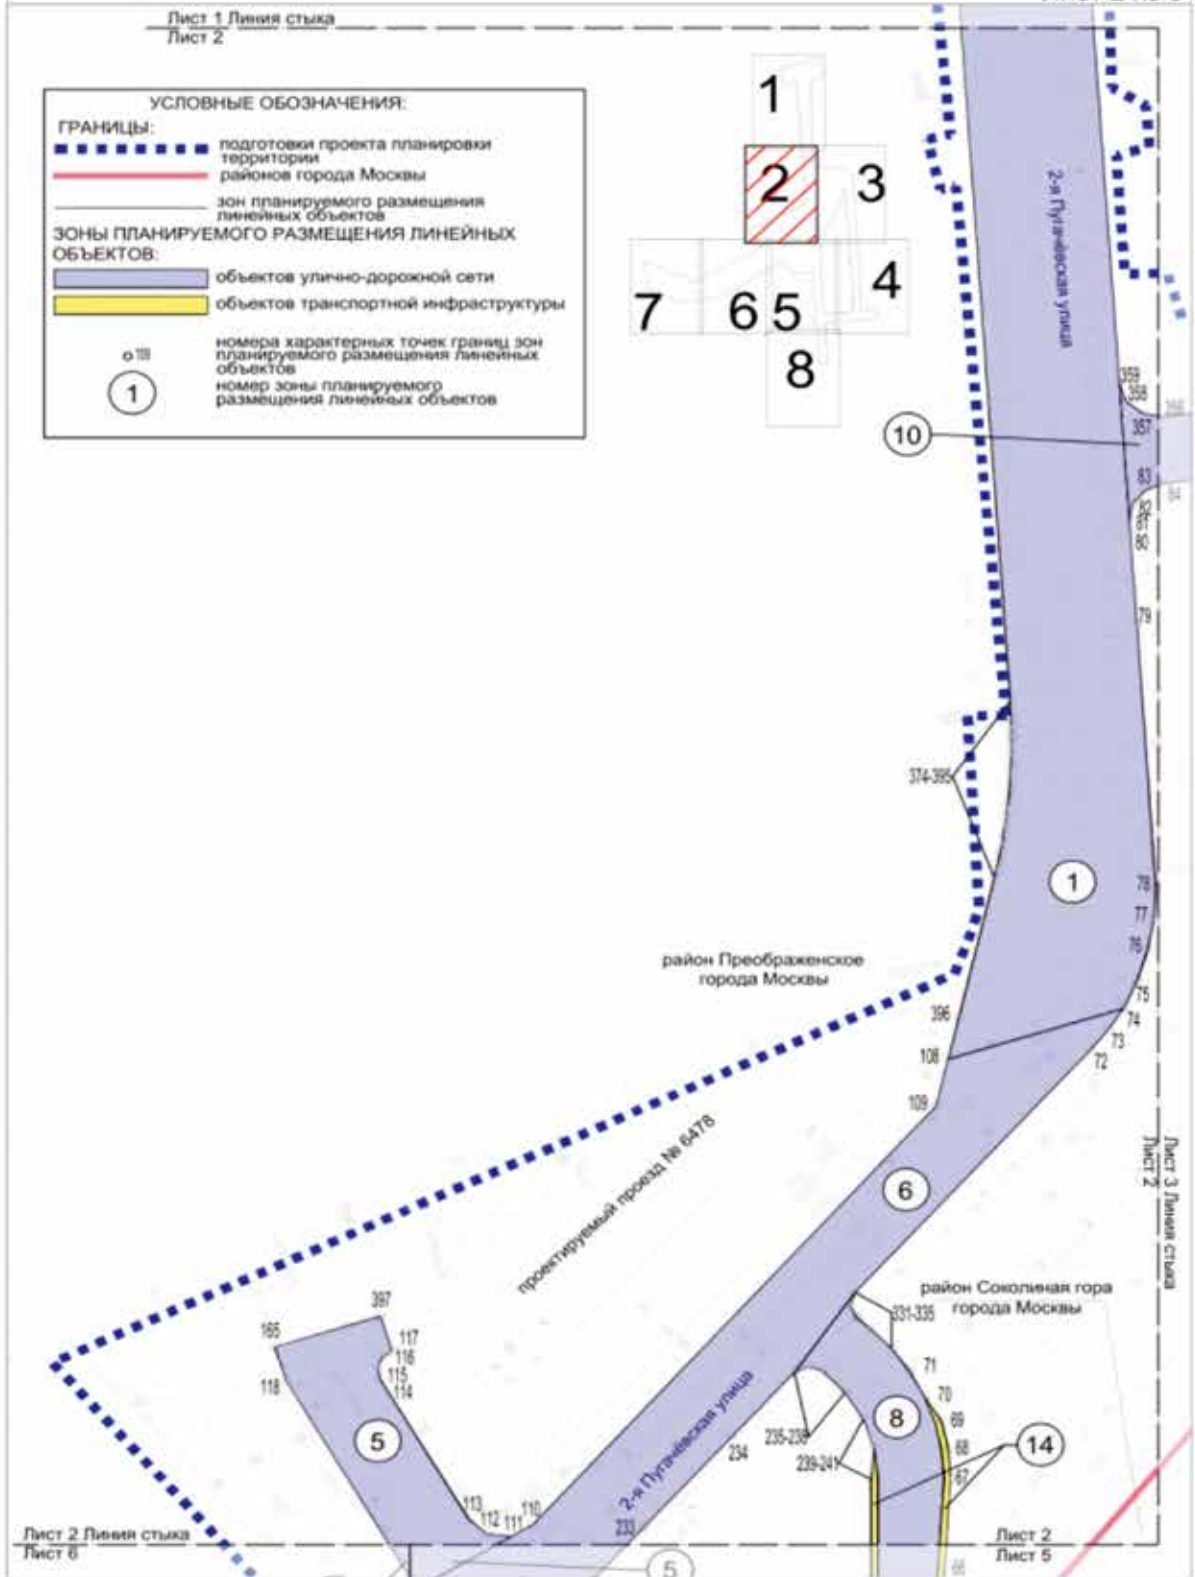 Лист 1 Линия стыка
Лист 2
УСЛОВНЫЕ ОБОЗНАЧЕНИЯ:
ГРАНИЦЫ:
подготовки проекта планировки
территории
районов города Москвы
зон планируемого размещения
линейных объектов
ЗОНЫ ПЛАНИРУЕМОГО РАЗМЕЩЕНИЯ ЛИНЕЙНЫХ
ОБЪЕКТОВ:
объектов улично-дорожной сети
объектов транспортной инфраструктуры
номера характерных точек границ зон
планируемого размещения линейных
объектов
1
номер зоны планируемого
размещения линейных объектов
1
2
3
4
7
6
5
8
2-я Пугачёвская улица
359
358
357
10
83
82
81
80
79
374-395
1
78
77
76
75
74
73
72
район Преображенское
города Москвы
396
108
109
проектируемый проезд № 6478
6
Лист 3 Линия стыка
Лист 2
район Соколиная гора
города Москвы
331-335
397
165
117
116
115
114
118
71
70
69
68
67
8
14
5
235-238
239-241
234
2-я Пугачёвская улица
113
112
111
110
233
Лист 2 Линия стыка
Лист 6
5
Лист 2
Лист 5
66